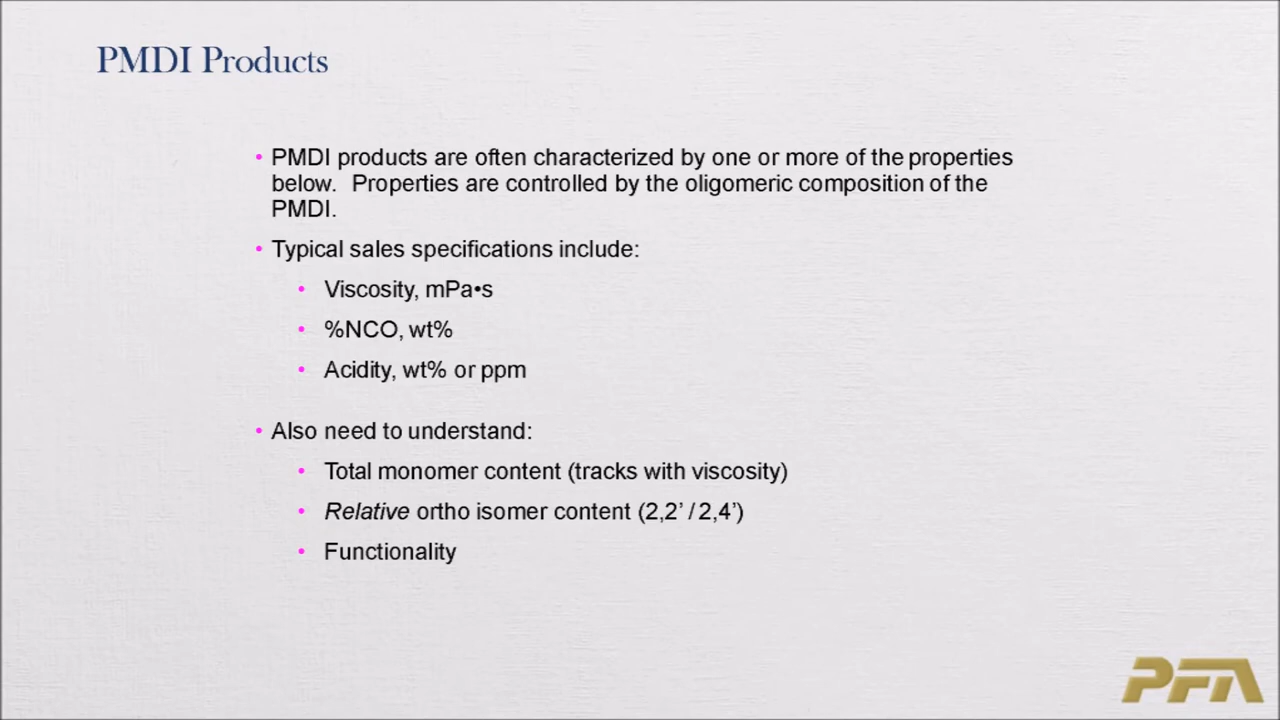 PMDI Products
• PMDI products are often characterized by one or more of the properties
below. Properties are controlled by the oligomeric composition of the
PMDI.
• Typical sales specifications include:
• Viscosity, mPa•s
• %NCO, wt%
• Acidity, wt% or ppm
• Also need to understand:
• Total monomer content (tracks with viscosity)
• Relative ortho isomer content (2,2’ / 2,4’)
• Functionality
PFA